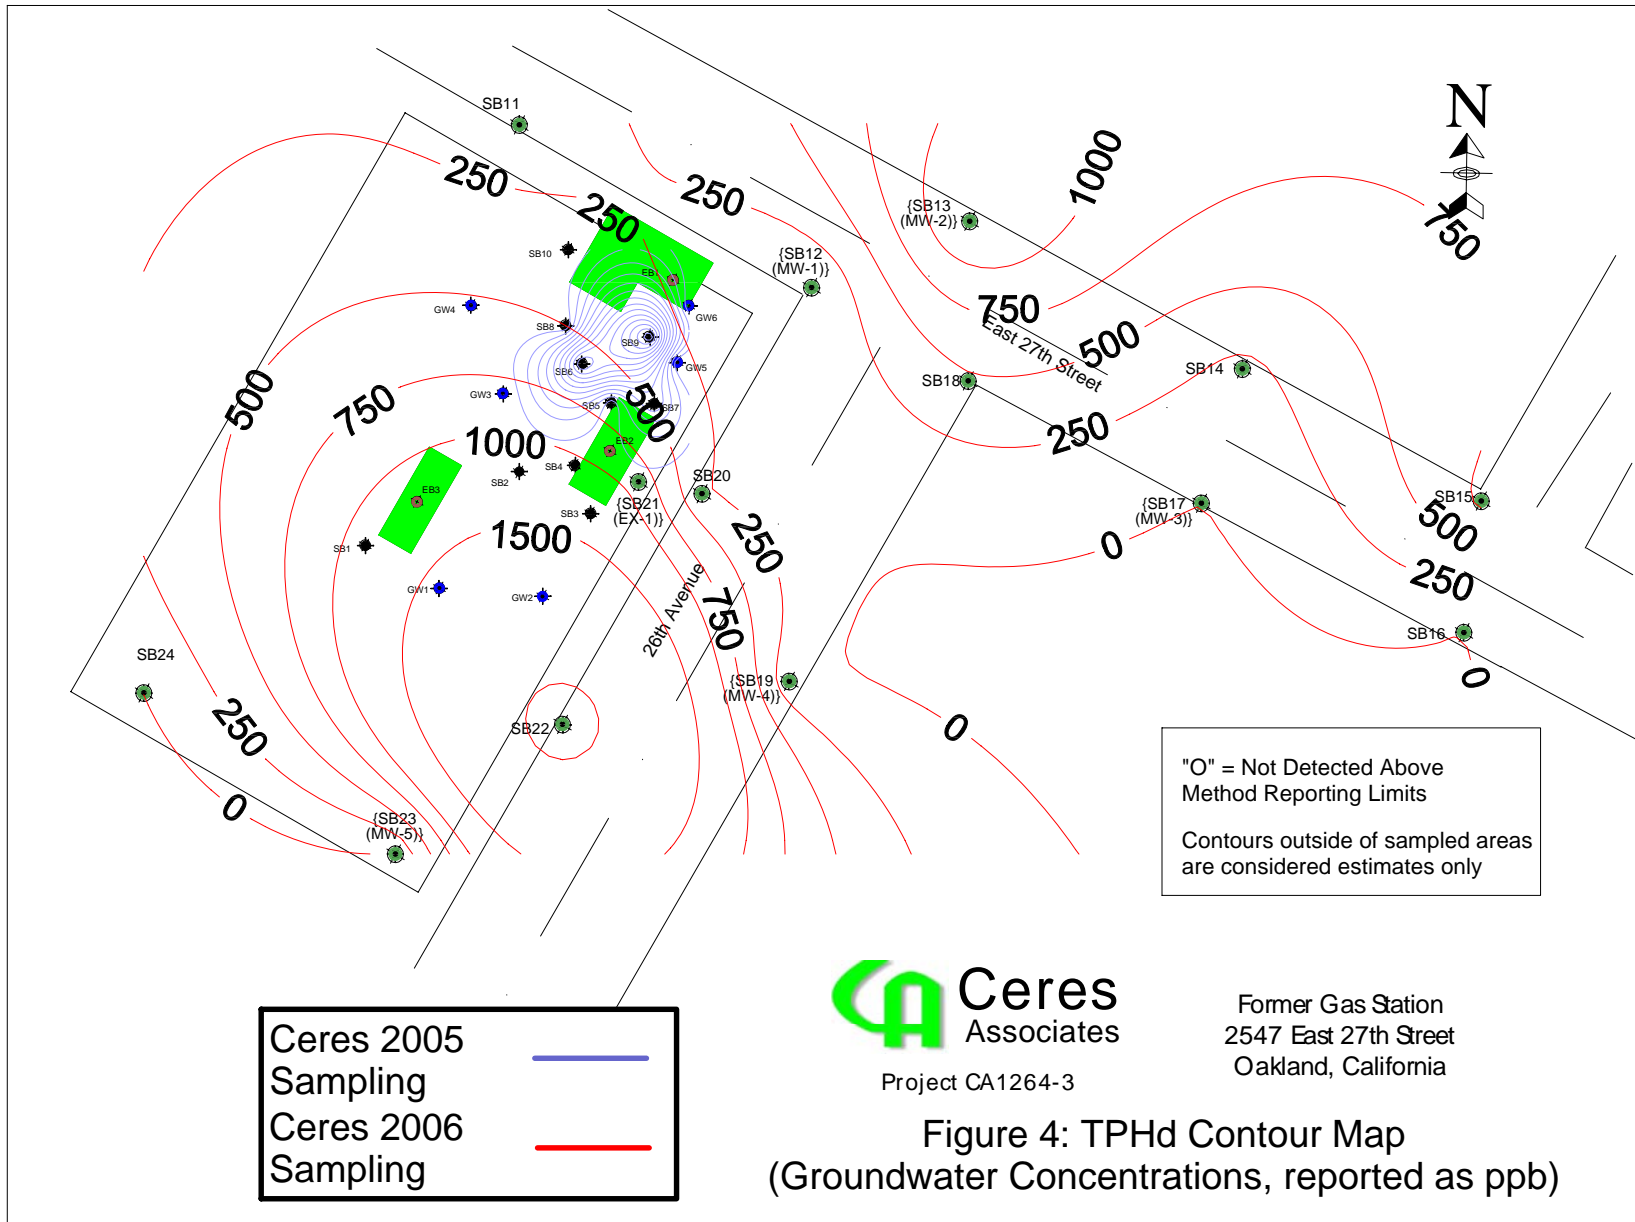 SB11
250
250
250
{SB13
(MW-2)}
1000
N
750
SB10
EB1
{SB12
(MW-1)}
GW4
GW6
SB8
SB9
750
East 27th Street
500
SB6
GW5
SB14
SB18
500
750
GW3
SB5
500
SB7
1000
EB2
250
SB4
SB2
SB20
EB3
{SB21
(EX-1)}
SB3
{SB17
(MW-3)}
SB15
500
1500
250
0
SB1
250
GW1
GW2
26th Avenue
750
SB16
SB24
0
{SB19
(MW-4)}
250
SB22
0
0
{SB23
(MW-5)}
"O" = Not Detected Above
Method Reporting Limits
Contours outside of sampled areas
are considered estimates only
Ceres 2005
Sampling
Ceres 2006
Sampling
Ceres
Associates
Project CA1264-3
Former Gas Station
2547 East 27th Street
Oakland, California
Figure 4: TPHd Contour Map
(Groundwater Concentrations, reported as ppb)